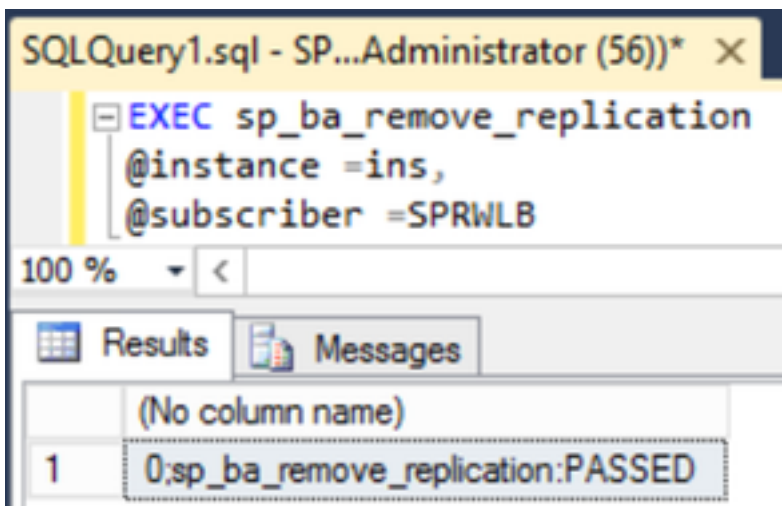 SQLQuery1.sql - SP...Administrator (56))* ×
EXEC sp_ba_remove_replication
@instance =ins,
@subscriber =SPRWLB
100 %
Results Messages
(No column name)
1 0;sp_ba_remove_replication:PASSED